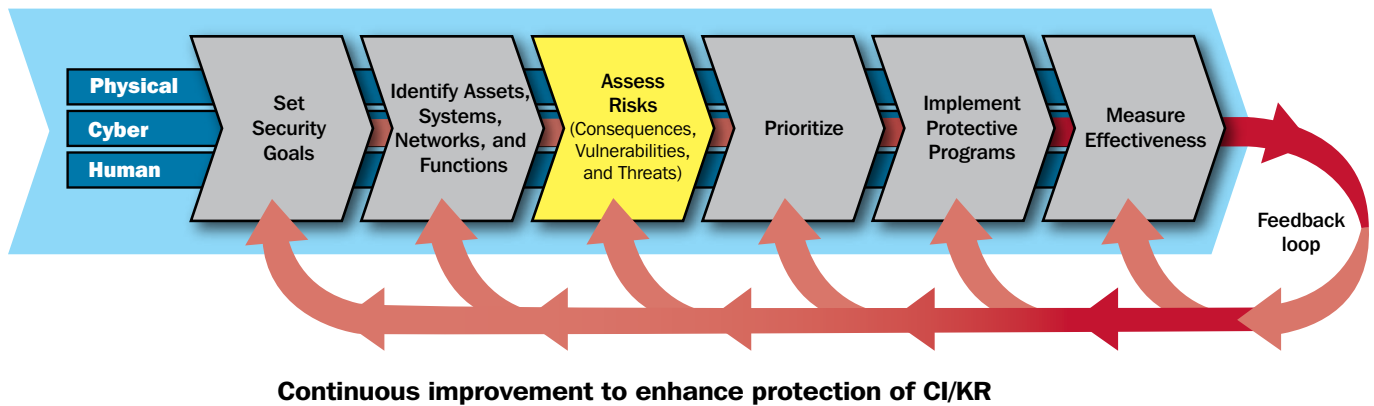 Physical
Cyber
Human
Set
Security
Goals
Identify Assets,
Systems,
Networks, and
Functions
Assess
Risks
(Consequences,
Vulnerabilities,
and Threats)
Prioritize
Implement
Protective
Programs
Measure
Effectiveness
Feedback
loop
Continuous improvement to enhance protection of CI/KR